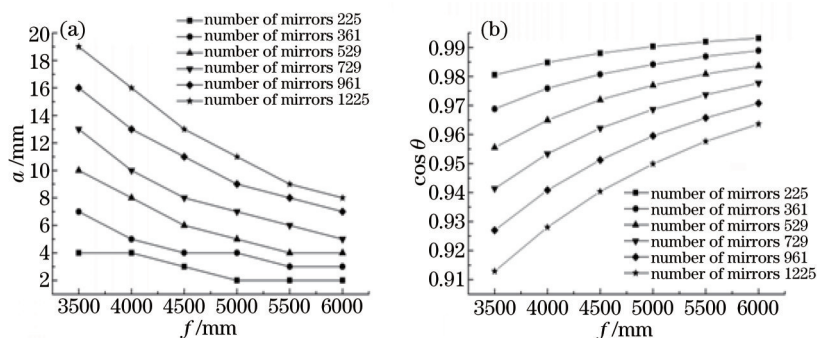 (a)
number of mirrors 225
number of mirrors 361
number of mirrors 529
number of mirrors 729
number of mirrors 961
number of mirrors 1225
20
18
16
14
12
10
8
6
4
2
a /mm
3500 4000 4500 5000 5500 6000
f /mm
(b)
0.99
0.98
0.97
0.96
0.95
0.94
0.93
0.92
0.91
cos θ
number of mirrors 225
number of mirrors 361
number of mirrors 529
number of mirrors 729
number of mirrors 961
number of mirrors 1225
3500 4000 4500 5000 5500 6000
f /mm